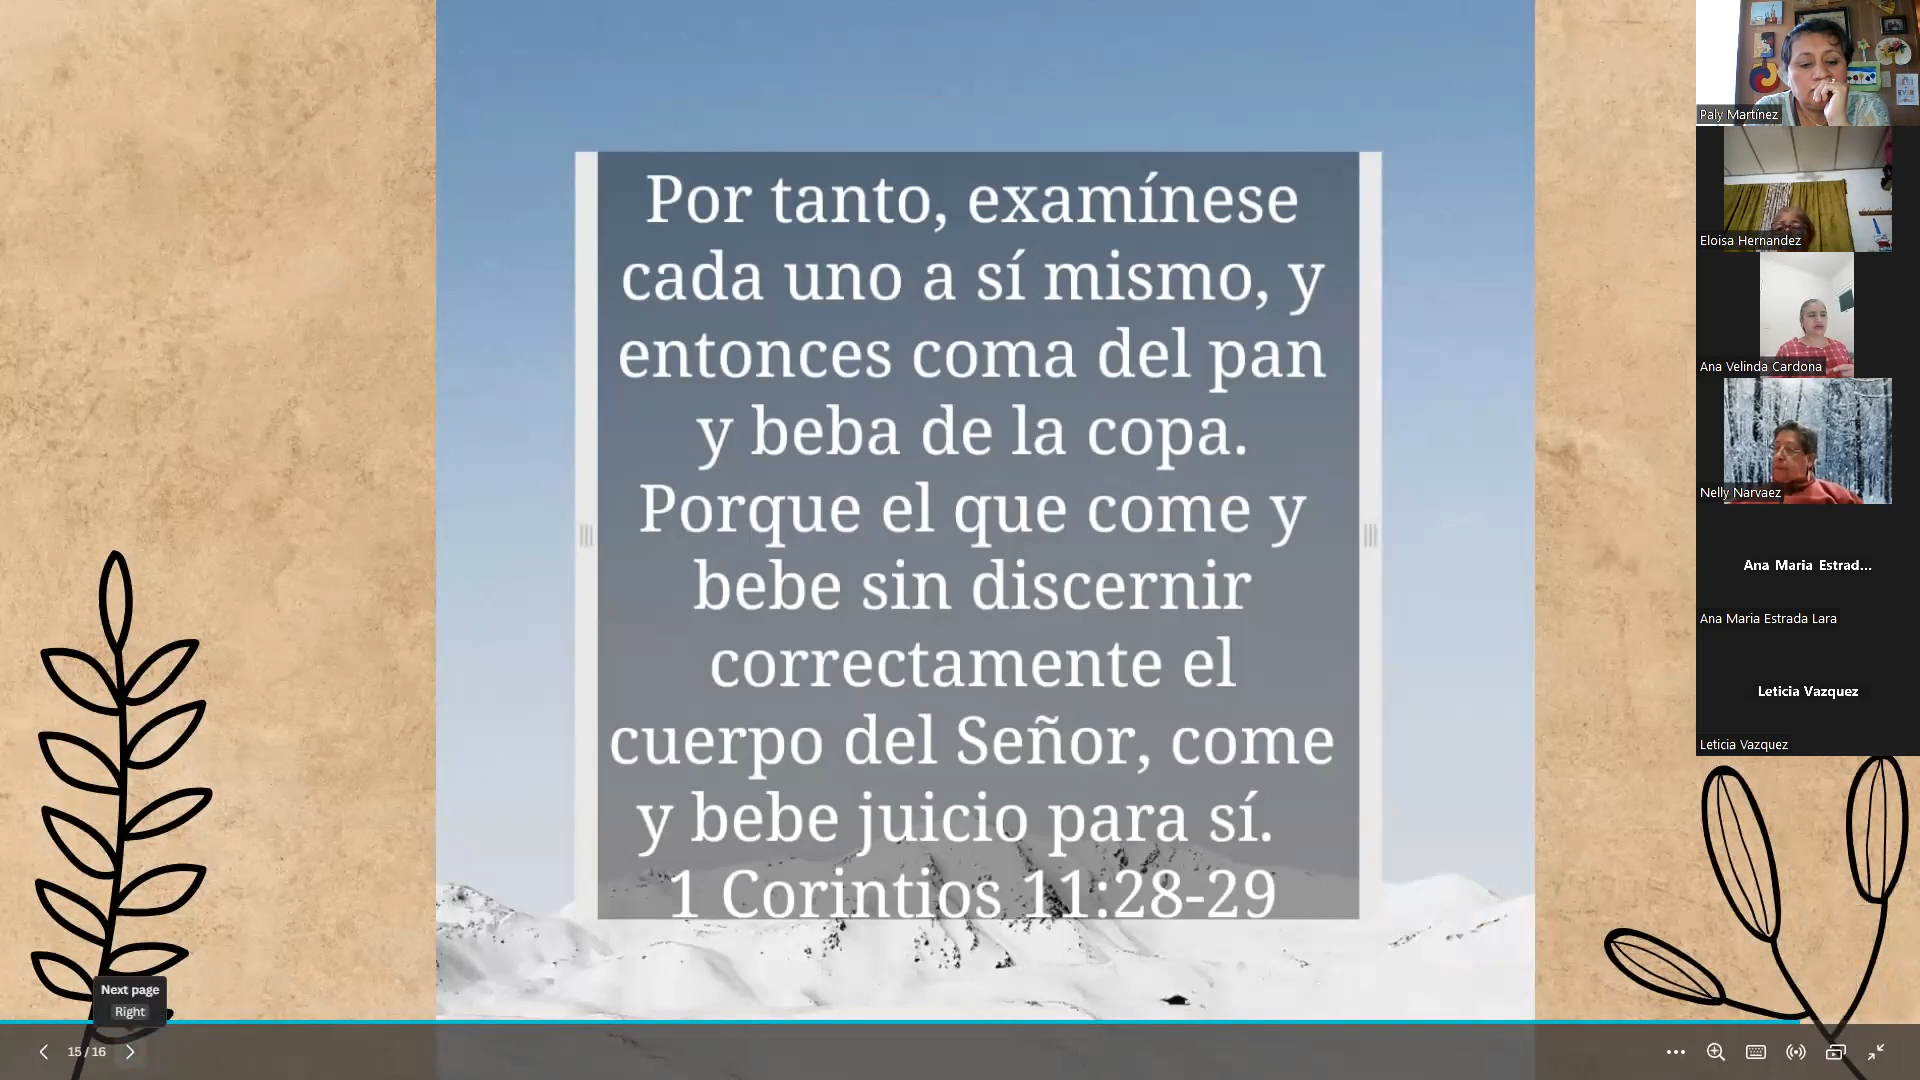 Por tanto, examínese
cada uno a sí mismo, y
entonces coma del pan
y beba de la copa.
Porque el que come y
bebe sin discernir
correctamente el
cuerpo del Señor, come
y bebe juicio para sí.
1 Corintios 11:28-29
Paly Martínez
Eloisa Hernandez
Ana Velinda Cardona
Nelly Narvaez
Ana Maria Estrad...
Ana Maria Estrada Lara
Leticia Vazquez
Leticia Vazquez
Next page
Right
15 / 16